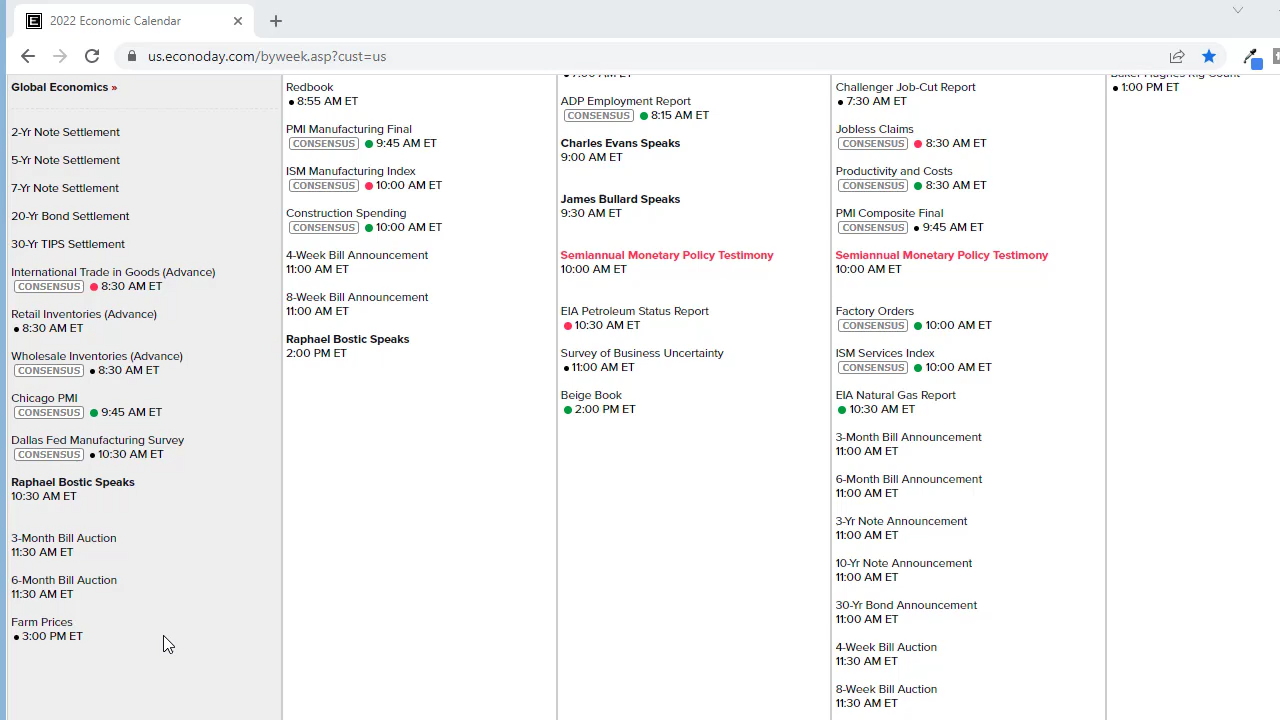 2022 Economic Calendar
us.econoday.com/byweek.asp?cust=us
Global Economics »
2-Yr Note Settlement
5-Yr Note Settlement
7-Yr Note Settlement
20-Yr Bond Settlement
30-Yr TIPS Settlement
International Trade in Goods (Advance)
CONSENSUS 8:30 AM ET
Retail Inventories (Advance)
8:30 AM ET
Wholesale Inventories (Advance)
CONSENSUS 8:30 AM ET
Chicago PMI
CONSENSUS 9:45 AM ET
Dallas Fed Manufacturing Survey
CONSENSUS 10:30 AM ET
Raphael Bostic Speaks
10:30 AM ET
3-Month Bill Auction
11:30 AM ET
6-Month Bill Auction
11:30 AM ET
Farm Prices
3:00 PM ET
Redbook
8:55 AM ET
PMI Manufacturing Final
CONSENSUS 9:45 AM ET
ISM Manufacturing Index
CONSENSUS 10:00 AM ET
Construction Spending
CONSENSUS 10:00 AM ET
4-Week Bill Announcement
11:00 AM ET
8-Week Bill Announcement
11:00 AM ET
Raphael Bostic Speaks
2:00 PM ET
ADP Employment Report
CONSENSUS 8:15 AM ET
Charles Evans Speaks
9:00 AM ET
James Bullard Speaks
9:30 AM ET
Semiannual Monetary Policy Testimony
10:00 AM ET
EIA Petroleum Status Report
10:30 AM ET
Survey of Business Uncertainty
11:00 AM ET
Beige Book
2:00 PM ET
Challenger Job-Cut Report
7:30 AM ET
Jobless Claims
CONSENSUS 8:30 AM ET
Productivity and Costs
CONSENSUS 8:30 AM ET
PMI Composite Final
CONSENSUS 9:45 AM ET
Semiannual Monetary Policy Testimony
10:00 AM ET
Factory Orders
CONSENSUS 10:00 AM ET
ISM Services Index
CONSENSUS 10:00 AM ET
EIA Natural Gas Report
10:30 AM ET
3-Month Bill Announcement
11:00 AM ET
6-Month Bill Announcement
11:00 AM ET
3-Yr Note Announcement
11:00 AM ET
10-Yr Note Announcement
11:00 AM ET
30-Yr Bond Announcement
11:00 AM ET
4-Week Bill Auction
11:30 AM ET
8-Week Bill Auction
11:30 AM ET
Baker Hughes Rig Count
1:00 PM ET